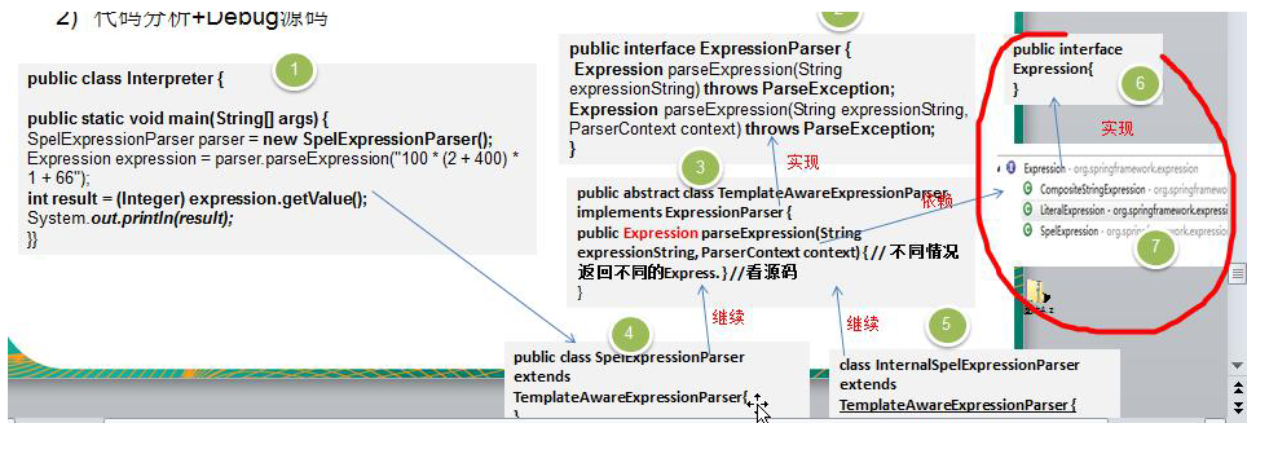 2) 代码分析+Debug源码
1
public class Interpreter {
public static void main(String[] args) {
SpelExpressionParser parser = new SpelExpressionParser();
Expression expression = parser.parseExpression("100 * (2 + 400) *
1 + 66");
int result = (Integer) expression.getValue();
System.out.println(result);
}}
2
public interface ExpressionParser {
Expression parseExpression(String
expressionString) throws ParseException;
Expression parseExpression(String expressionString,
ParserContext context) throws ParseException;
}
实现
3
public abstract class TemplateAwareExpressionParser
implements ExpressionParser {
public Expression parseExpression(String
expressionString, ParserContext context) { // 不同情况
返回不同的Express. } //看源码
}
依赖
继续
继续
4
public class SpelExpressionParser
extends
TemplateAwareExpressionParser{
}
5
class InternalSpelExpressionParser
extends
TemplateAwareExpressionParser {
public interface
Expression{
}
6
实现
Expression - org.springframework.expression
CompositeStringExpression - org.springframewo
LiteralExpression - org.springframework.expressi
SpelExpression - org.springframework.expression
7